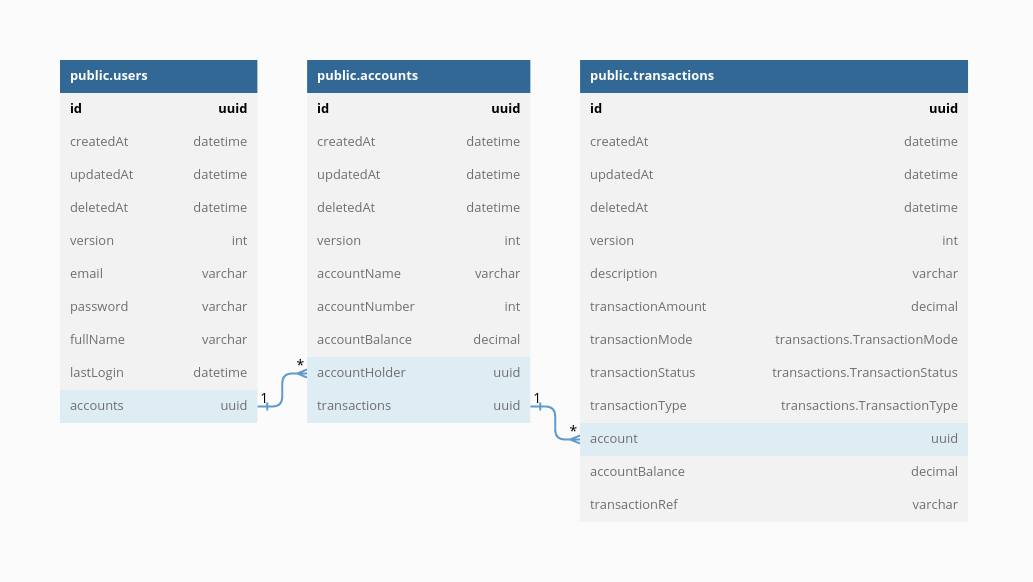 public.users
id uuid
createdAt datetime
updatedAt datetime
deletedAt datetime
version int
email varchar
password varchar
fullName varchar
lastLogin datetime
accounts uuid
1
*
public.accounts
id uuid
createdAt datetime
updatedAt datetime
deletedAt datetime
version int
accountName varchar
accountNumber int
accountBalance decimal
accountHolder uuid
transactions uuid
1
*
public.transactions
id uuid
createdAt datetime
updatedAt datetime
deletedAt datetime
version int
description varchar
transactionAmount decimal
transactionMode transactions.TransactionMode
transactionStatus transactions.TransactionStatus
transactionType transactions.TransactionType
account uuid
accountBalance decimal
transactionRef varchar